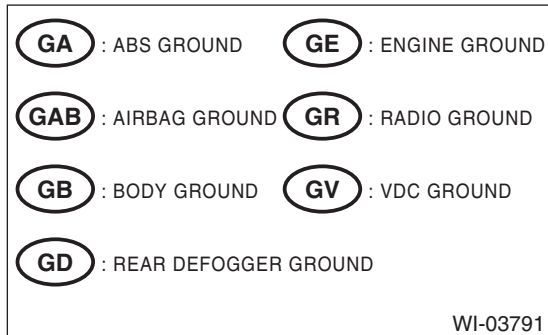 GA : ABS GROUND GE : ENGINE GROUND
GAB : AIRBAG GROUND GR : RADIO GROUND
GB : BODY GROUND GV : VDC GROUND
GD : REAR DEFOGGER GROUND
WI-03791